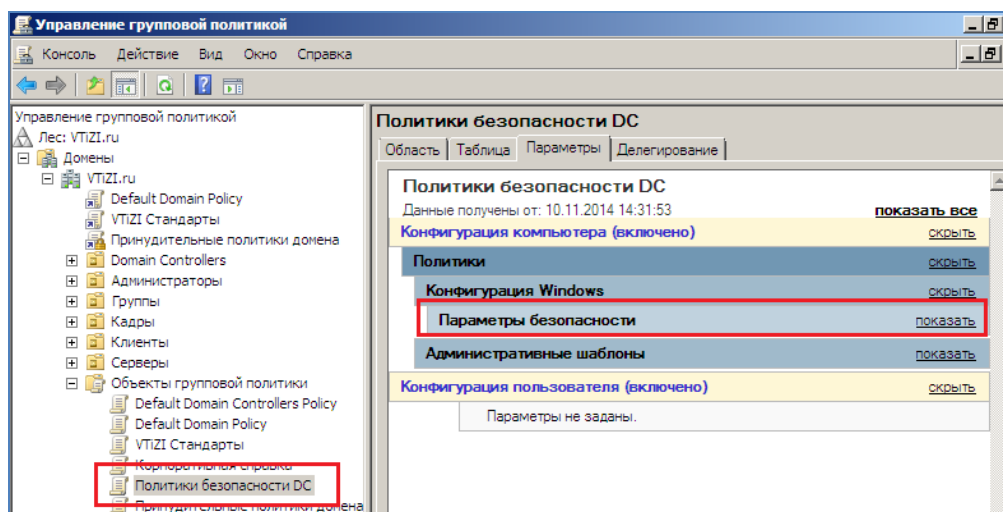 Управление групповой политикой
Консоль Действие Вид Окно Справка
Управление групповой политикой
Лес: VTiZI.ru
Домены
VTiZI.ru
Default Domain Policy
VTiZI Стандарты
Принудительные политики домена
Domain Controllers
Администраторы
Группы
Кадры
Клиенты
Серверы
Объекты групповой политики
Default Domain Controllers Policy
Default Domain Policy
VTiZI Стандарты
Корпоративная справка
Политики безопасности DC
Принудительные политики домена
Политики безопасности DC
Область Таблица Параметры Делегирование
Политики безопасности DC
Данные получены от: 10.11.2014 14:31:53 показать все
Конфигурация компьютера (включено) скрыть
Политики скрыть
Конфигурация Windows скрыть
Параметры безопасности показать
Административные шаблоны показать
Конфигурация пользователя (включено) скрыть
Параметры не заданы.